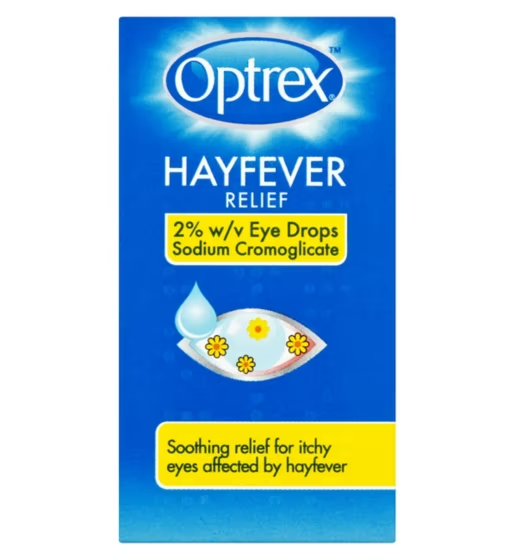 Optrex
™
®
HAYFEVER
RELIEF
2% w/v Eye Drops
Sodium Cromoglicate
Soothing relief for itchy
eyes affected by hayfever